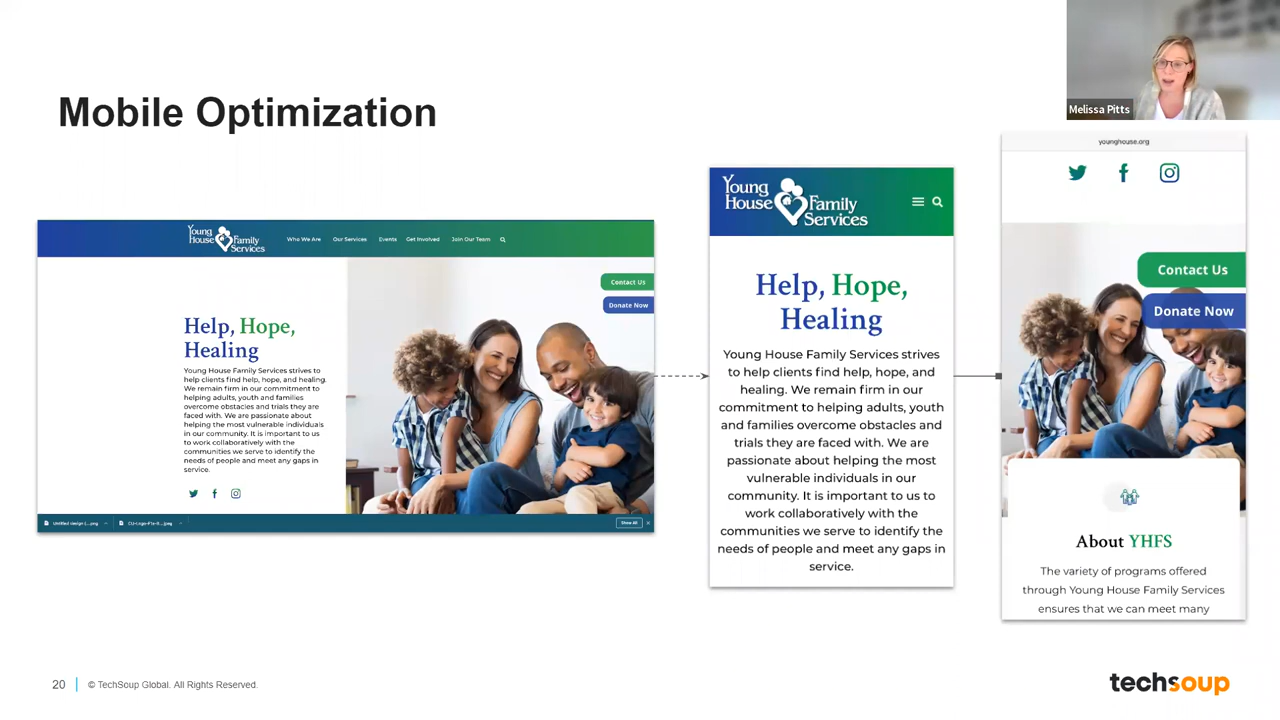 Mobile Optimization
Melissa Pitts
Young
House
Family
Services
Who We Are
Our Services
Events
Get Involved
Join Our Team
Contact Us
Donate Now
Help, Hope,
Healing
Young House Family Services strives to
help clients find help, hope, and healing.
We remain firm in our commitment to
helping adults, youth and families
overcome obstacles and trials they are
faced with. We are passionate about
helping the most vulnerable individuals
in our community. It is important to us
to work collaboratively with the
communities we serve to identify the
needs of people and meet any gaps in
service.
Show All
Young
House
Family
Services
Help, Hope,
Healing
Young House Family Services strives
to help clients find help, hope, and
healing. We remain firm in our
commitment to helping adults, youth
and families overcome obstacles and
trials they are faced with. We are
passionate about helping the most
vulnerable individuals in our
community. It is important to us to
work collaboratively with the
communities we serve to identify the
needs of people and meet any gaps in
service.
younghouse.org
Contact Us
Donate Now
About YHFS
The variety of programs offered
through Young House Family Services
ensures that we can meet many
20
© TechSoup Global. All Rights Reserved.
techsoup